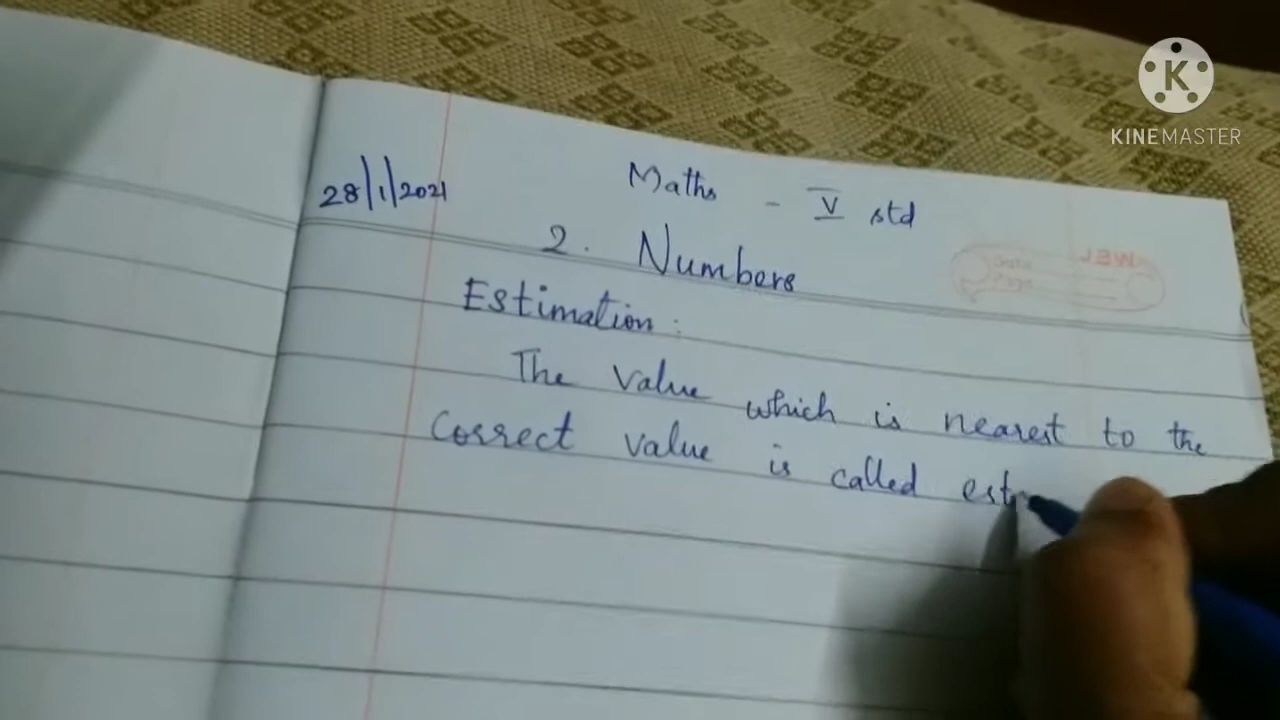 KINEMASTER
28/1/2021
Maths - V std
2. Numbers
Estimation:
The value which is nearest to the
correct value is called est